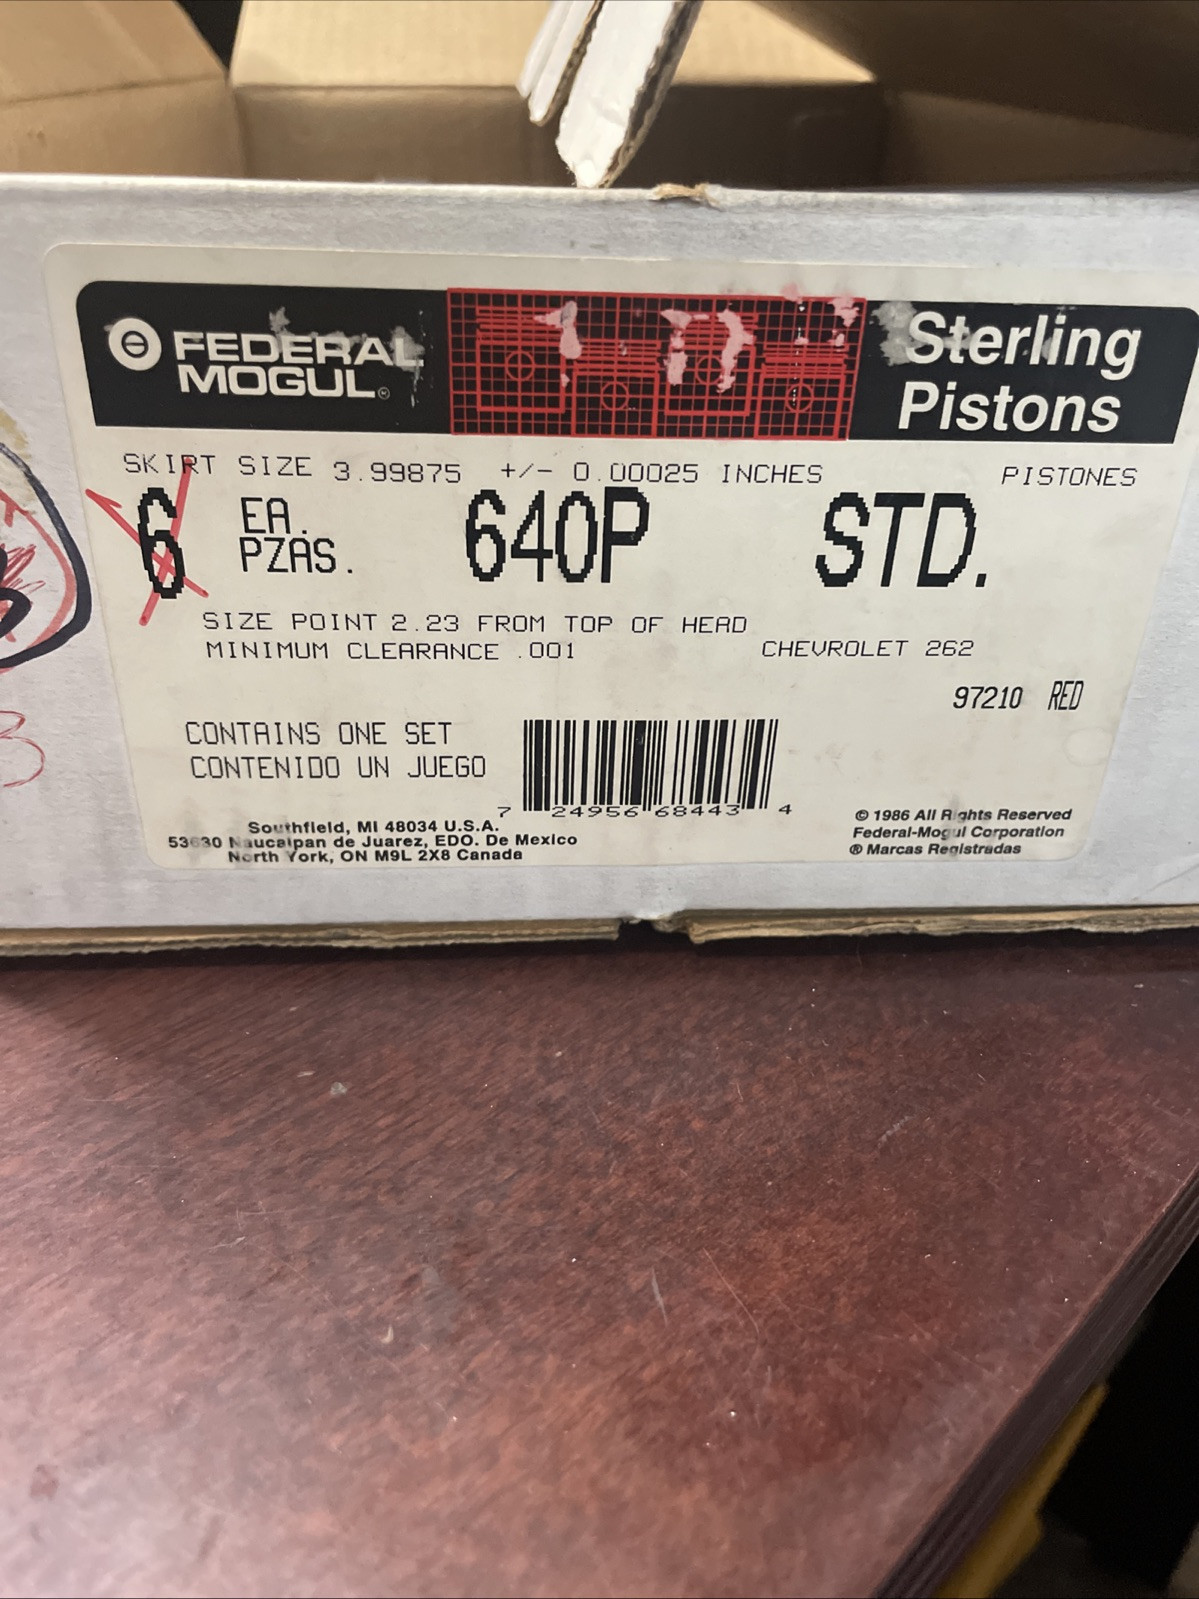 FEDERAL
MOGUL®
Sterling
Pistons
SKIRT SIZE 3.99875 +/- 0.00025 INCHES PISTONES
6 EA. PZAS. 640P STD.
SIZE POINT 2.23 FROM TOP OF HEAD
MINIMUM CLEARANCE .001 CHEVROLET 262
97210 RED
CONTAINS ONE SET
CONTENIDO UN JUEGO
7 24956 68443 4
Southfield, MI 48034 U.S.A.
53630 Naucalpan de Juarez, EDO. De Mexico
North York, ON M9L 2X8 Canada
© 1986 All Rights Reserved
Federal-Mogul Corporation
® Marcas Registradas